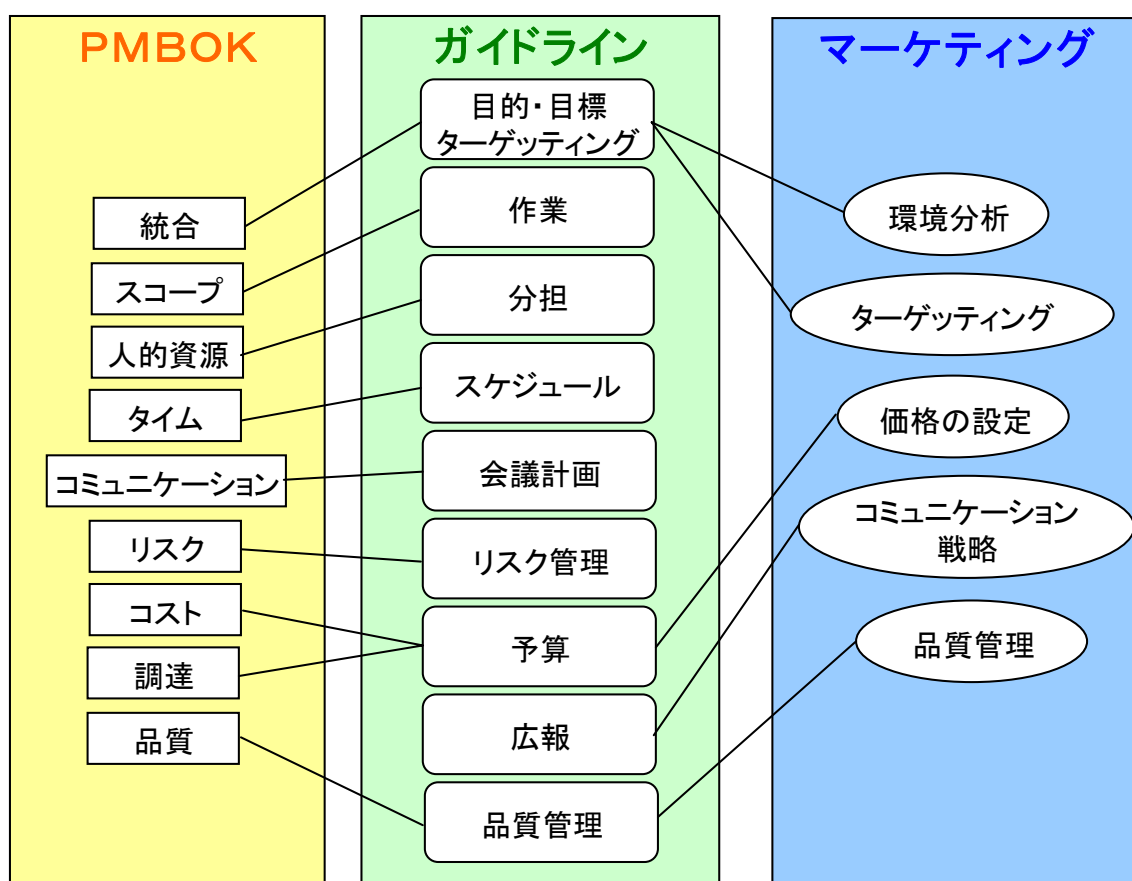 PMBOK
統合
スコープ
人的資源
タイム
コミュニケーション
リスク
コスト
調達
品質
ガイドライン
目的・目標
ターゲッティング
作業
分担
スケジュール
会議計画
リスク管理
予算
広報
品質管理
マーケティング
環境分析
ターゲッティング
価格の設定
コミュニケーション
戦略
品質管理